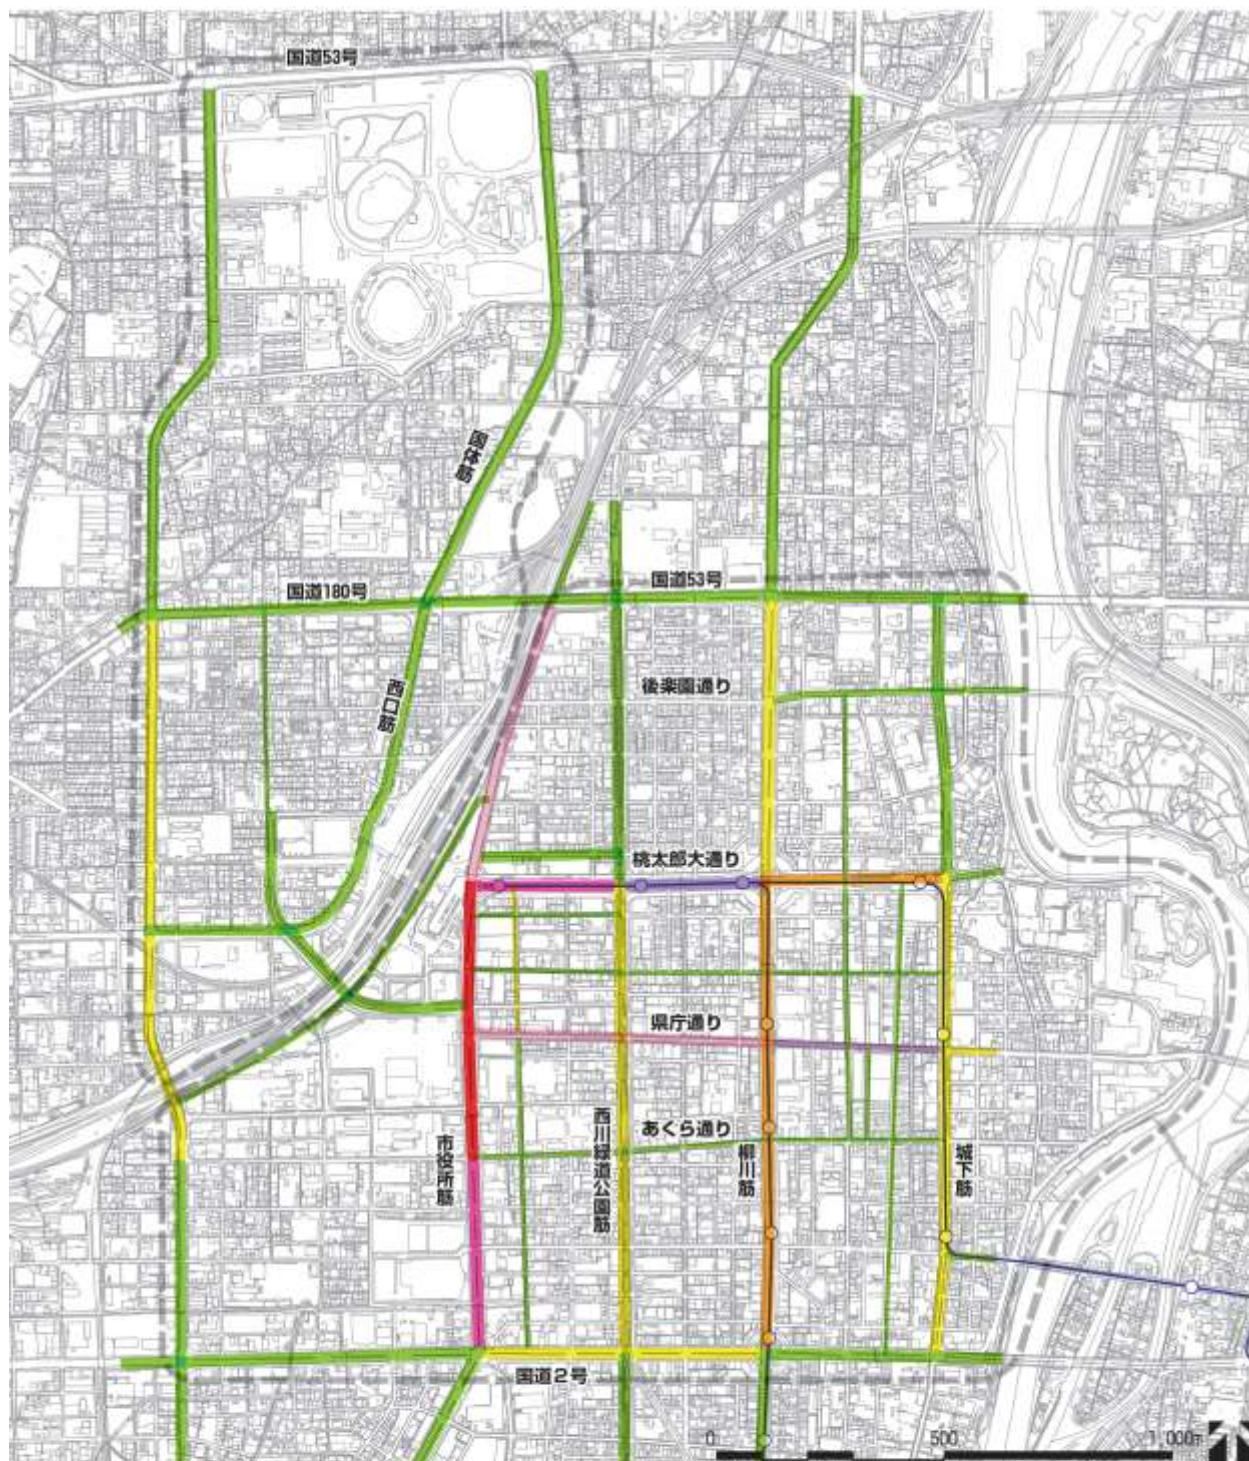 国道53号
国体筋
国道180号
国道53号
西口筋
後楽園通り
桃太郎大通り
県庁通り
あくら通り
市役所筋
西川緑道公園筋
柳川筋
城下筋
国道2号
0 500 1,000m